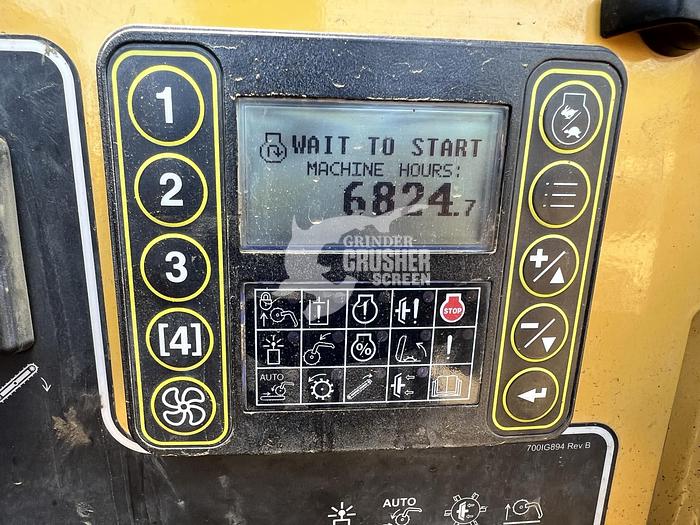 WAIT TO START
MACHINE HOURS:
6824.7
1
2
3
[4]
GRINDER
CRUSHER
SCREEN
STOP
AUTO
700IG894 Rev.B
AUTO